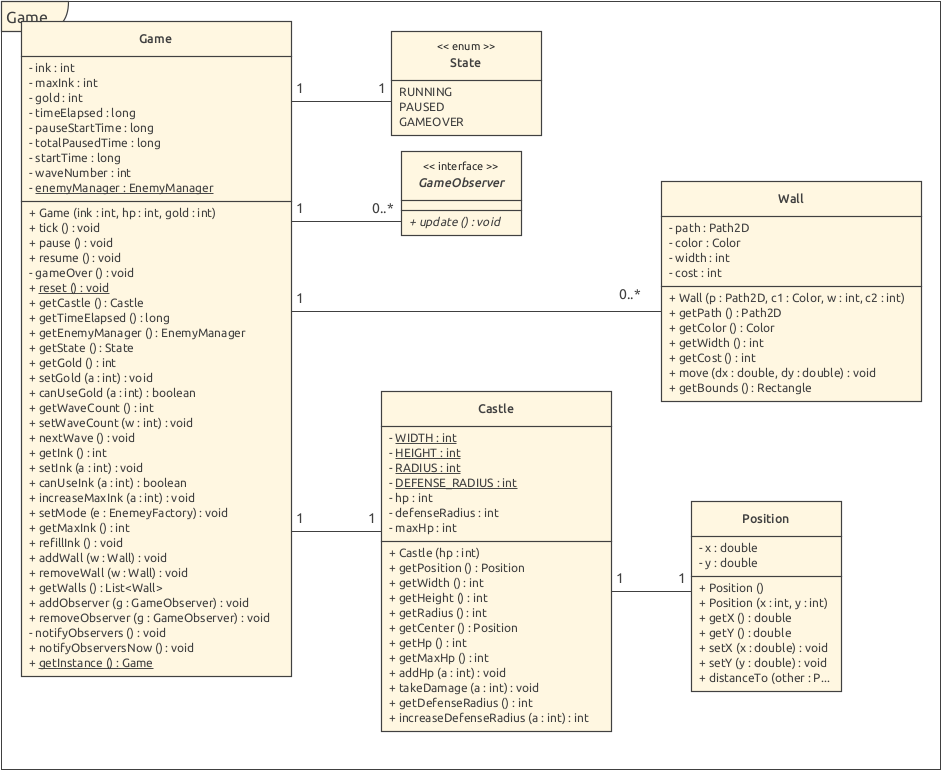 Game
Game
- ink : int
- maxInk : int
- gold : int
- timeElapsed : long
- pauseStartTime : long
- totalPausedTime : long
- startTime : long
- waveNumber : int
- enemyManager : EnemyManager
+ Game (ink : int, hp : int, gold : int)
+ tick () : void
+ pause () : void
+ resume () : void
- gameOver () : void
+ reset () : void
+ getCastle () : Castle
+ getTimeElapsed () : long
+ getEnemyManager () : EnemyManager
+ getState () : State
+ getGold () : int
+ setGold (a : int) : void
+ canUseGold (a : int) : boolean
+ getWaveCount () : int
+ setWaveCount (w : int) : void
+ nextWave () : void
+ getInk () : int
+ setInk (a : int) : void
+ canUseInk (a : int) : boolean
+ increaseMaxInk (a : int) : void
+ setMode (e : EnemeyFactory) : void
+ getMaxInk () : int
+ refillInk () : void
+ addWall (w : Wall) : void
+ removeWall (w : Wall) : void
+ getWalls () : List<Wall>
+ addObserver (g : GameObserver) : void
+ removeObserver (g : GameObserver) : void
- notifyObservers () : void
+ notifyObserversNow () : void
+ getInstance () : Game
1 1
<< enum >>
State
RUNNING
PAUSED
GAMEOVER
1 0..*
<< interface >>
GameObserver
+ update () : void
1 0..*
Wall
- path : Path2D
- color : Color
- width : int
- cost : int
+ Wall (p : Path2D, c1 : Color, w : int, c2 : int)
+ getPath () : Path2D
+ getColor () : Color
+ getWidth () : int
+ getCost () : int
+ move (dx : double, dy : double) : void
+ getBounds () : Rectangle
1 1
Castle
- WIDTH : int
- HEIGHT : int
- RADIUS : int
- DEFENSE_RADIUS : int
- hp : int
- defenseRadius : int
- maxHp : int
+ Castle (hp : int)
+ getPosition () : Position
+ getWidth () : int
+ getHeight () : int
+ getRadius () : int
+ getCenter () : Position
+ getHp () : int
+ getMaxHp () : int
+ addHp (a : int) : void
+ takeDamage (a : int) : void
+ getDefenseRadius () : int
+ increaseDefenseRadius (a : int) : int
1 1
Position
- x : double
- y : double
+ Position ()
+ Position (x : int, y : int)
+ getX () : double
+ getY () : double
+ setX (x : double) : void
+ setY (y : double) : void
+ distanceTo (other : P...